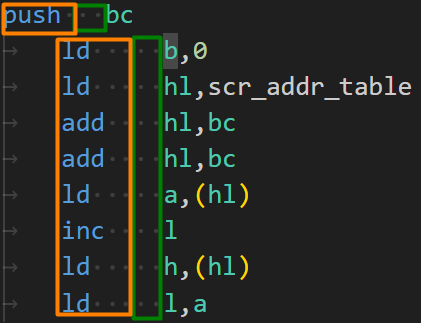 push bc
ld b,0
ld hl,scr_addr_table
add hl,bc
add hl,bc
ld a,(hl)
inc l
ld h,(hl)
ld l,a